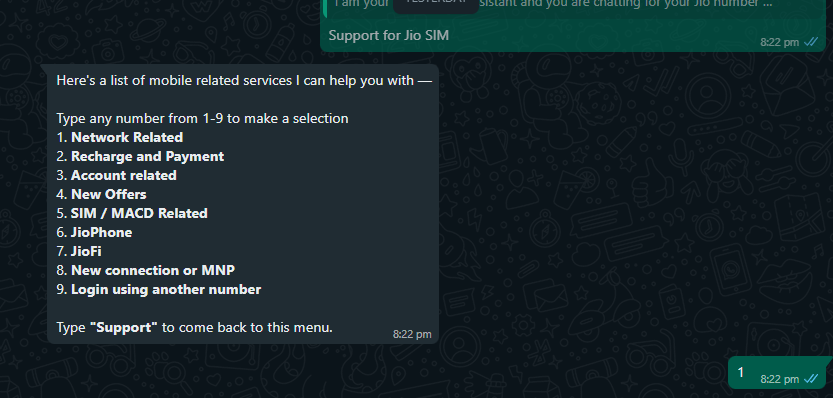 I am your sistant and you are chatting for your Jio number ...
YESTERDAY
Support for Jio SIM
8:22 pm
Here's a list of mobile related services I can help you with —
Type any number from 1-9 to make a selection
1. Network Related
2. Recharge and Payment
3. Account related
4. New Offers
5. SIM / MACD Related
6. JioPhone
7. JioFi
8. New connection or MNP
9. Login using another number
Type "Support" to come back to this menu.
8:22 pm
1
8:22 pm